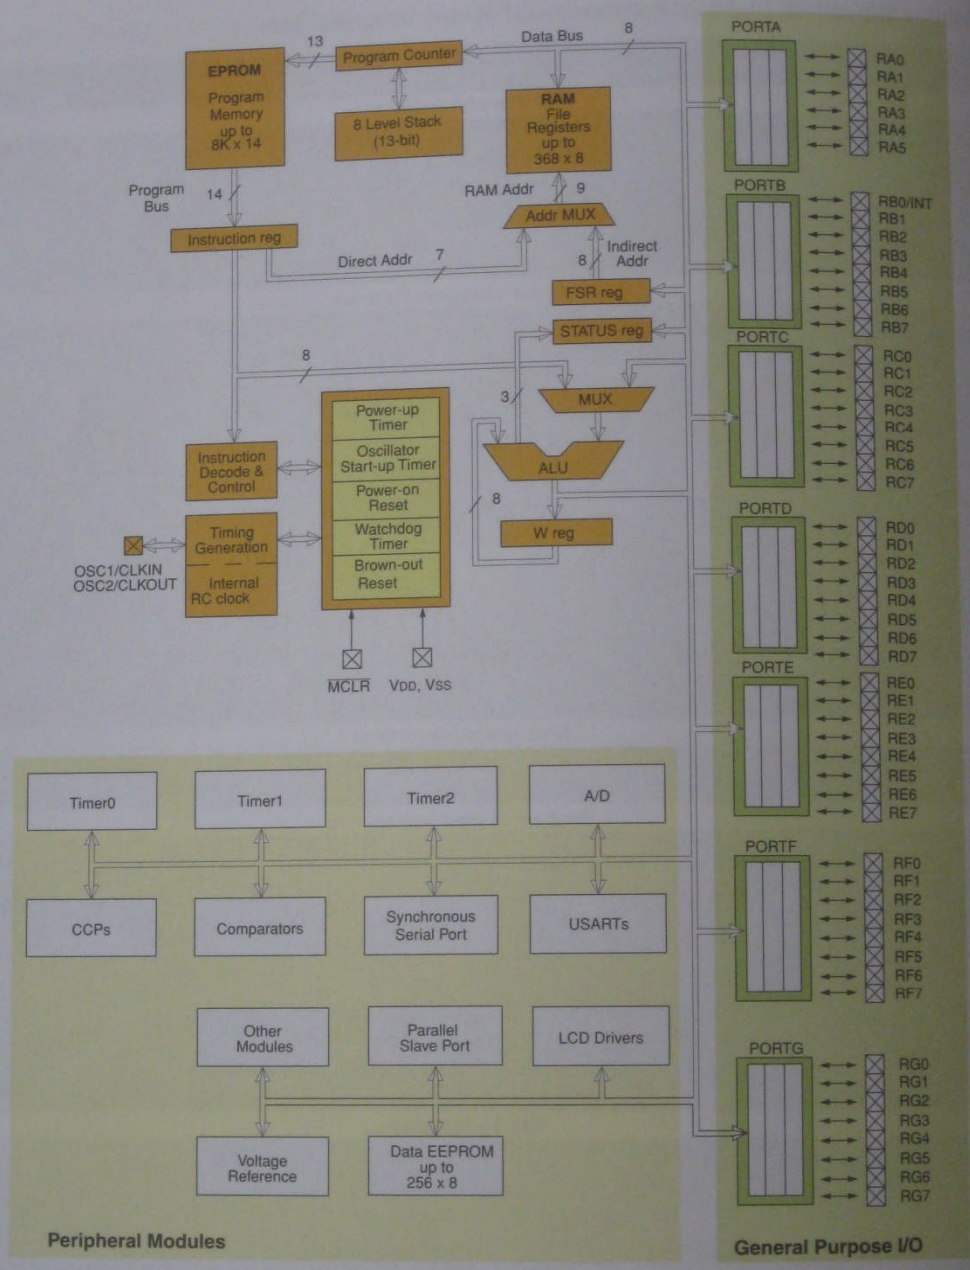 EPROM
Program
Memory
up to
8K x 14
13
Program Counter
Data Bus
8
8 Level Stack
(13-bit)
RAM
File
Registers
up to
368 x 8
Program
Bus
14
RAM Addr
9
Addr MUX
Instruction reg
Direct Addr
7
8
Indirect
Addr
FSR reg
STATUS reg
8
3
MUX
ALU
8
W reg
Power-up
Timer
Oscillator
Start-up Timer
Power-on
Reset
Watchdog
Timer
Brown-out
Reset
Instruction
Decode &
Control
Timing
Generation
Internal
RC clock
OSC1/CLKIN
OSC2/CLKOUT
MCLR
VDD, VSS
Timer0
Timer1
Timer2
A/D
CCPs
Comparators
Synchronous
Serial Port
USARTs
Other
Modules
Parallel
Slave Port
LCD Drivers
Voltage
Reference
Data EEPROM
up to
256 x 8
Peripheral Modules
PORTA
RA0
RA1
RA2
RA3
RA4
RA5
PORTB
RB0/INT
RB1
RB2
RB3
RB4
RB5
RB6
RB7
PORTC
RC0
RC1
RC2
RC3
RC4
RC5
RC6
RC7
PORTD
RD0
RD1
RD2
RD3
RD4
RD5
RD6
RD7
PORTE
RE0
RE1
RE2
RE3
RE4
RE5
RE6
RE7
PORTF
RF0
RF1
RF2
RF3
RF4
RF5
RF6
RF7
PORTG
RG0
RG1
RG2
RG3
RG4
RG5
RG6
RG7
General Purpose I/O